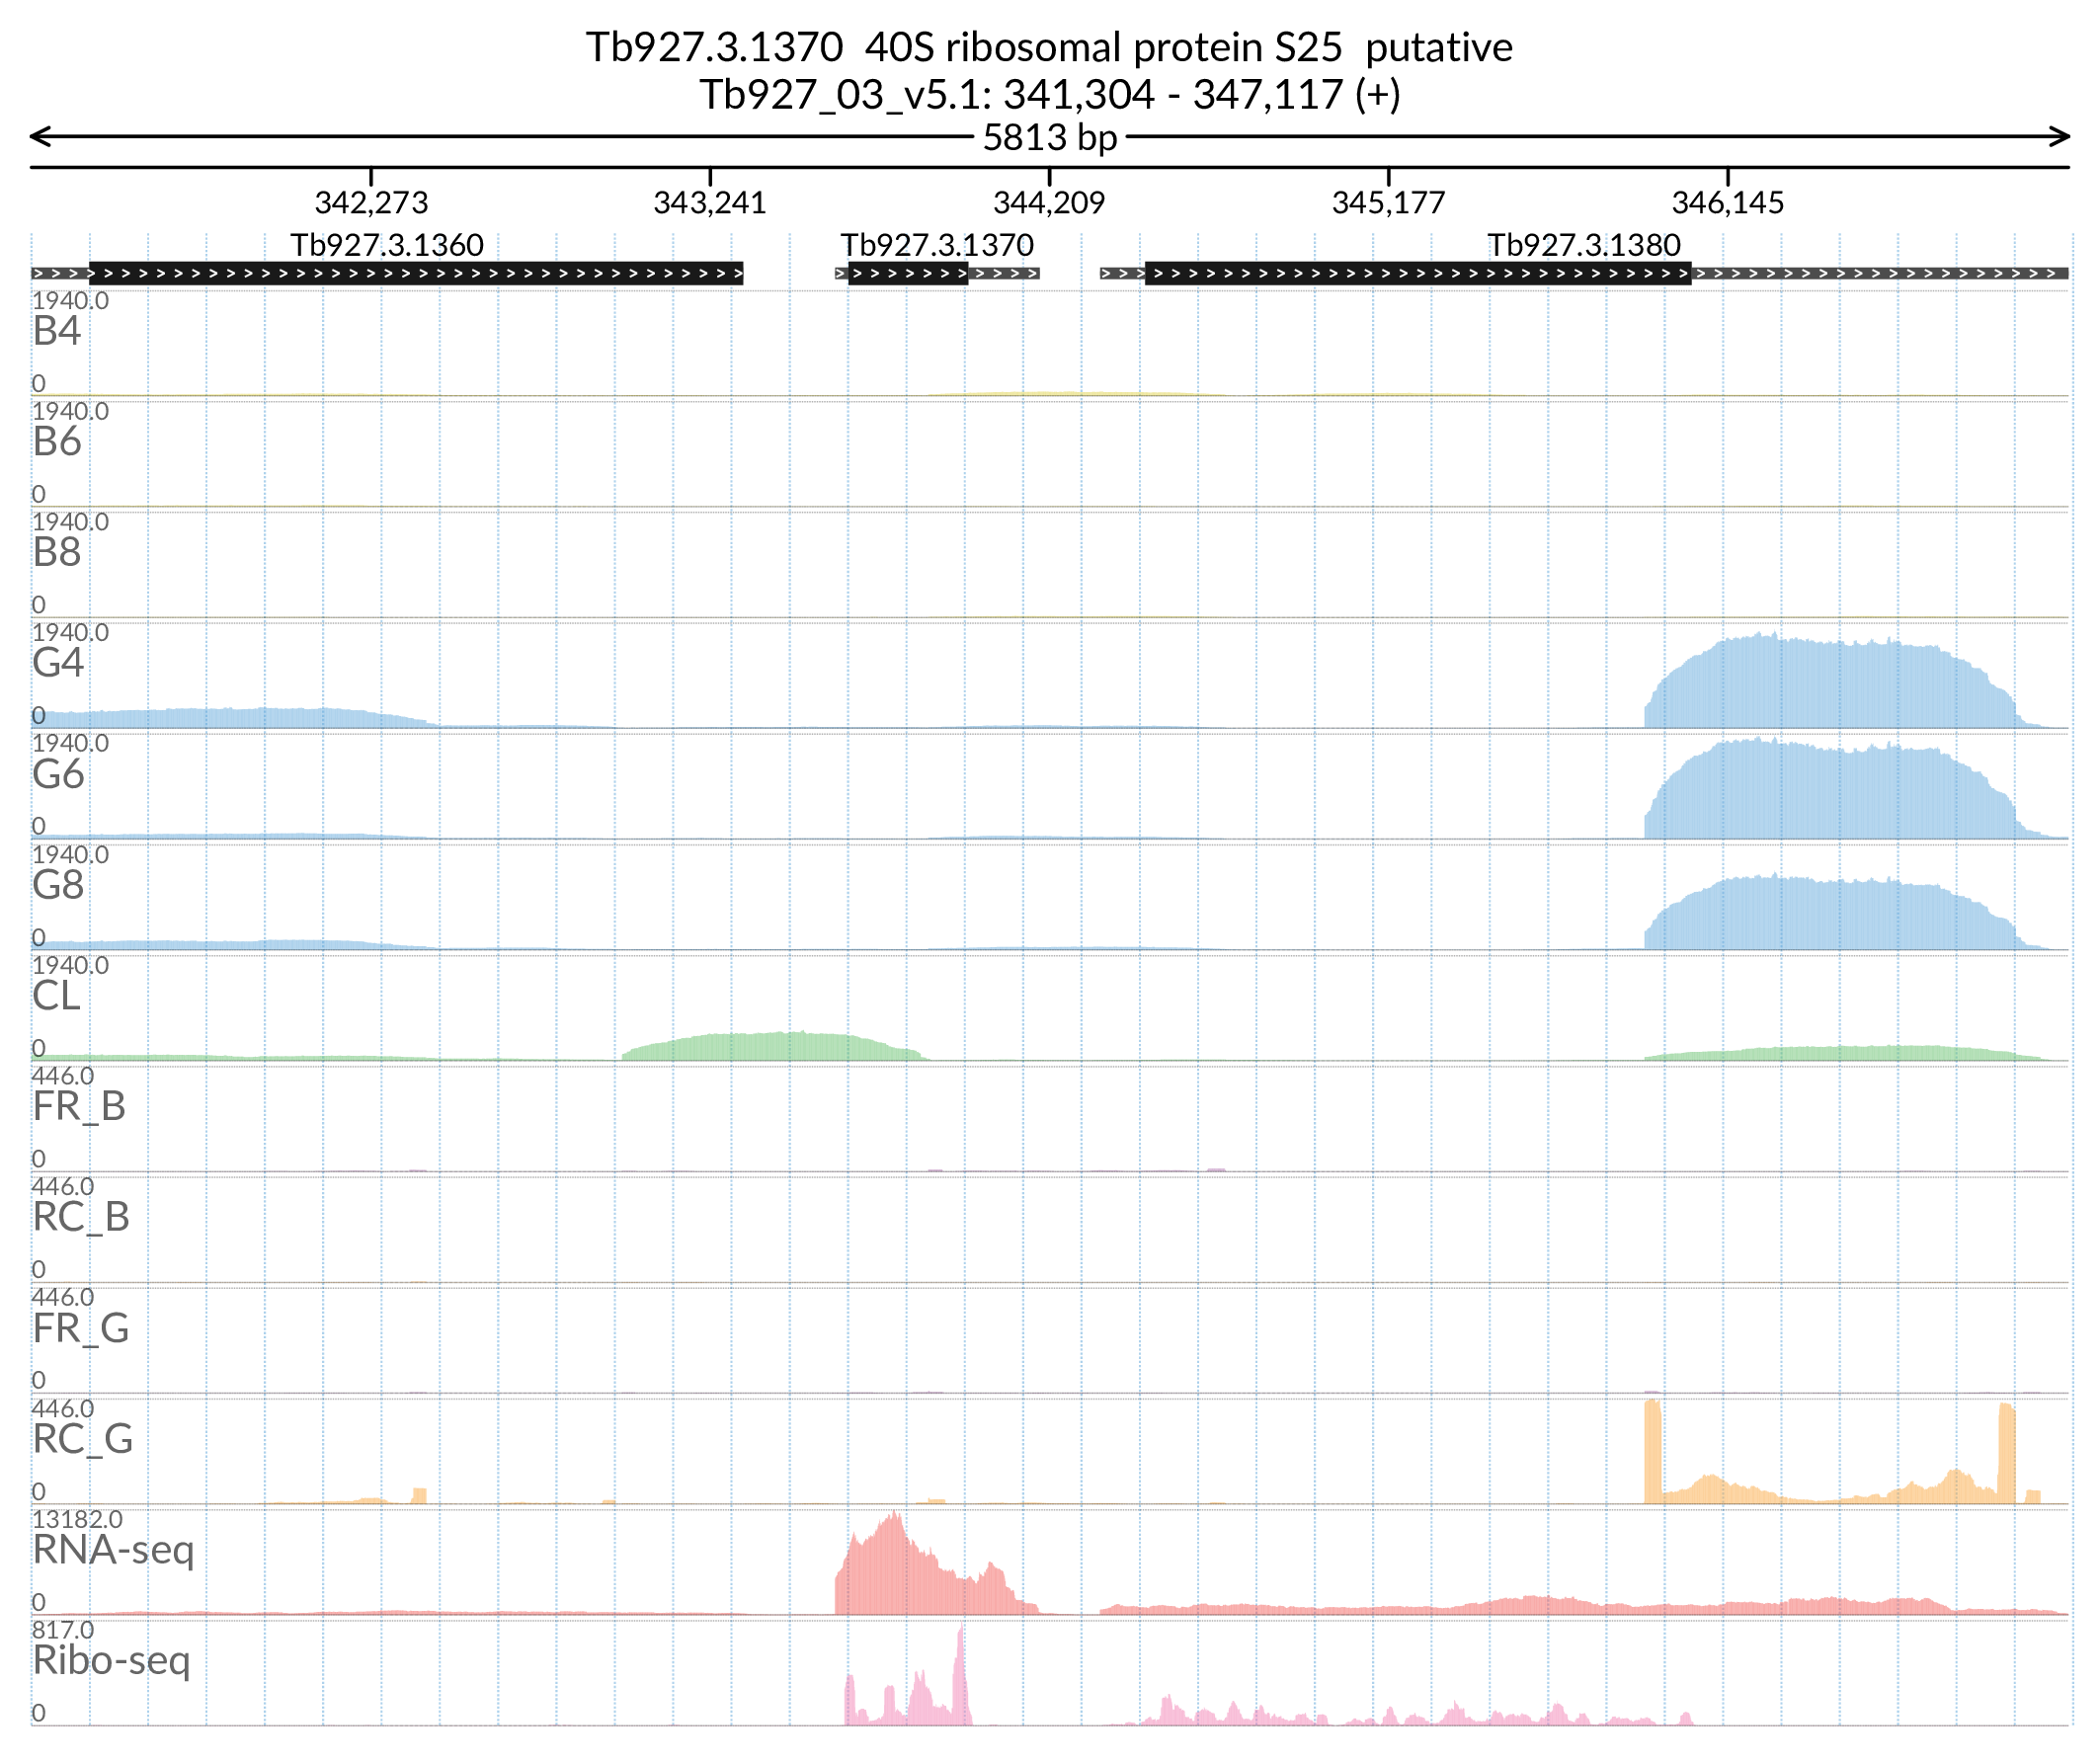 Tb927.3.1370  40S ribosomal protein S25  putative
Tb927_03_v5.1: 341,304 - 347,117 (+)
5813 bp
342,273 343,241 344,209 345,177 346,145
Tb927.3.1360 Tb927.3.1370 Tb927.3.1380
1940.0
B4
0
1940.0
B6
0
1940.0
B8
0
1940.0
G4
0
1940.0
G6
0
1940.0
G8
0
1940.0
CL
0
446.0
FR_B
0
446.0
RC_B
0
446.0
FR_G
0
446.0
RC_G
0
13182.0
RNA-seq
0
817.0
Ribo-seq
0